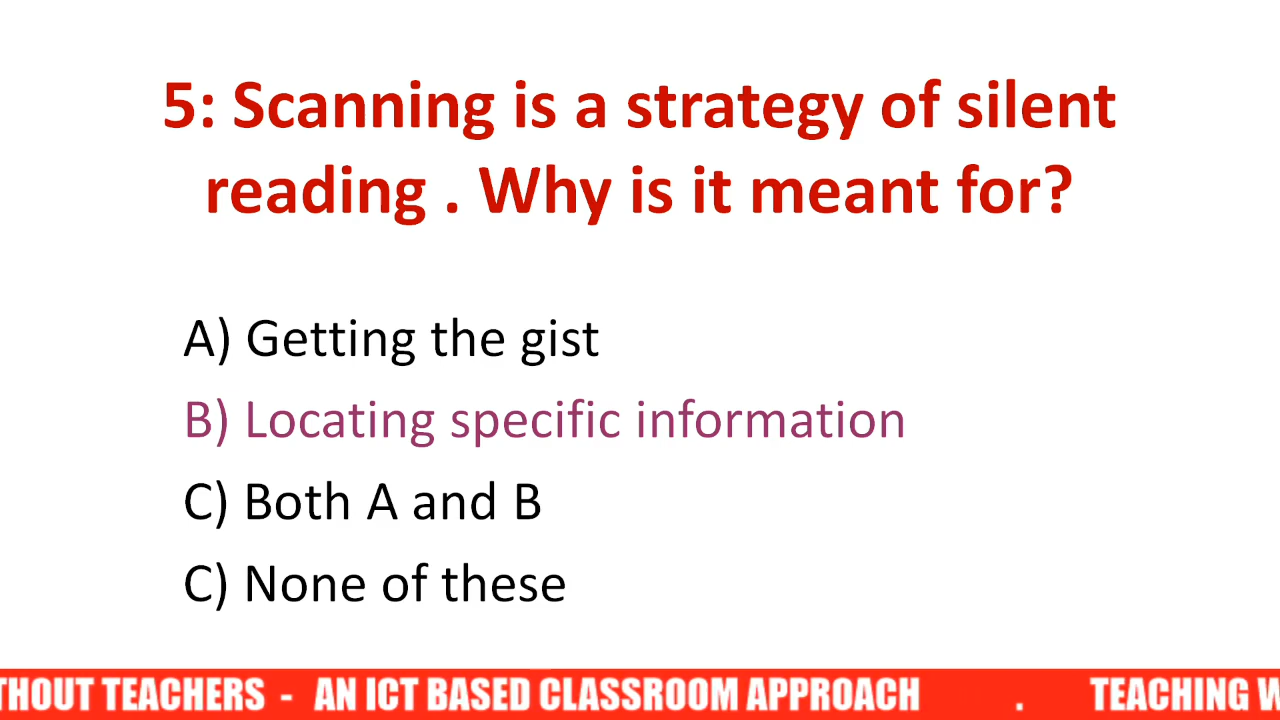 5: Scanning is a strategy of silent
reading . Why is it meant for?
A) Getting the gist
B) Locating specific information
C) Both A and B
C) None of these
THOUT TEACHERS - AN ICT BASED CLASSROOM APPROACH . TEACHING W